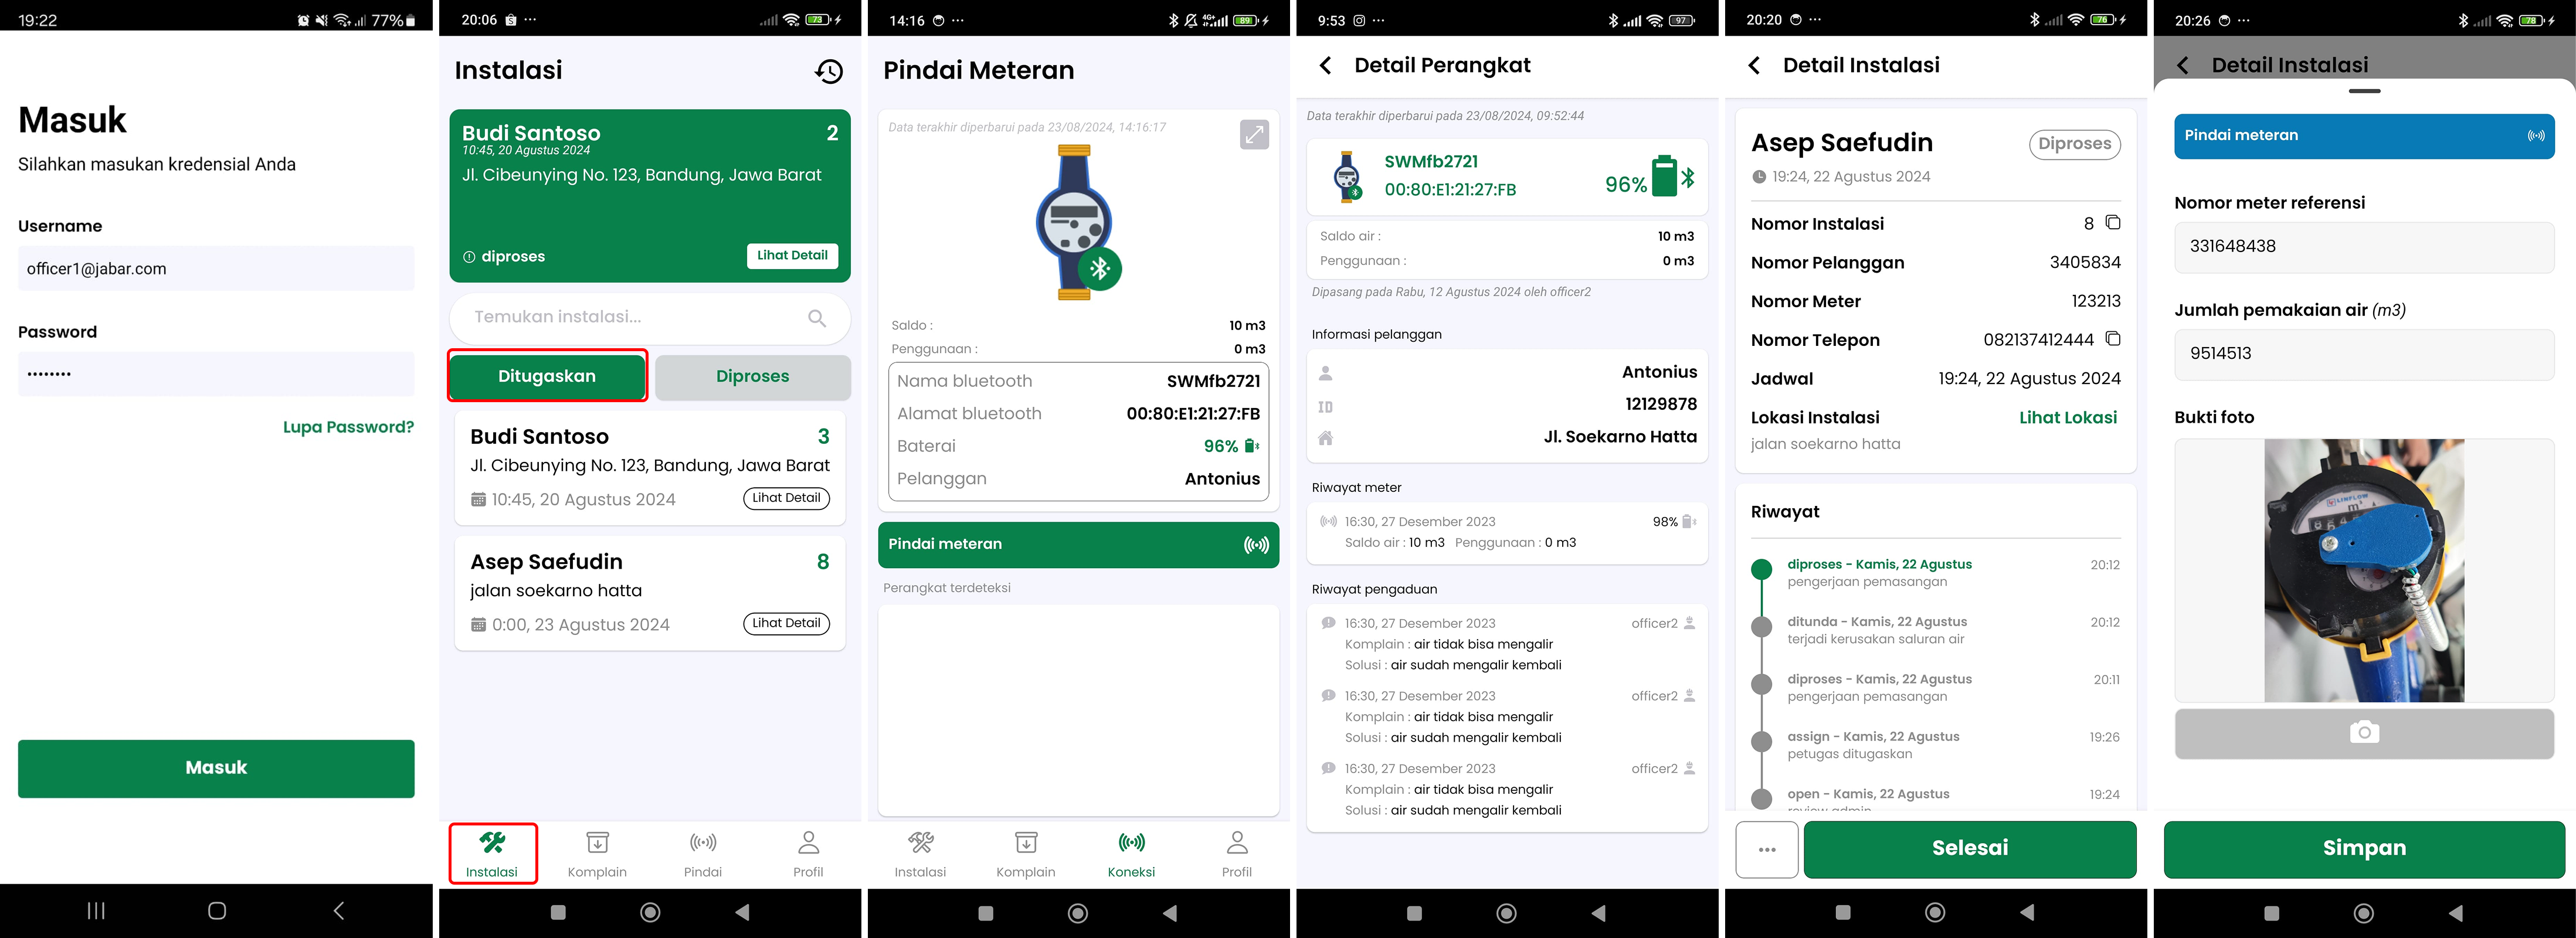 19:22
77%
Masuk
Silahkan masukan kredensial Anda
Username
officer1@jabar.com
Password
••••••••
Lupa Password?
Masuk
20:06
73
Instalasi
Budi Santoso
2
10:45, 20 Agustus 2024
Jl. Cibeunying No. 123, Bandung, Jawa Barat
diproses
Lihat Detail
Temukan instalasi...
Ditugaskan
Diproses
Budi Santoso
3
Jl. Cibeunying No. 123, Bandung, Jawa Barat
10:45, 20 Agustus 2024
Lihat Detail
Asep Saefudin
8
jalan soekarno hatta
0:00, 23 Agustus 2024
Lihat Detail
Instalasi
Komplain
Pindai
Profil
14:16
4G+
89
Pindai Meteran
Data terakhir diperbarui pada 23/08/2024, 14:16:17
Saldo :
10 m3
Penggunaan :
0 m3
Nama bluetooth
SWMfb2721
Alamat bluetooth
00:80:E1:21:27:FB
Baterai
96%
Pelanggan
Antonius
Pindai meteran
Perangkat terdeteksi
Instalasi
Komplain
Koneksi
Profil
9:53
97
Detail Perangkat
Data terakhir diperbarui pada 23/08/2024, 09:52:44
SWMfb2721
00:80:E1:21:27:FB
96%
Saldo air :
10 m3
Penggunaan :
0 m3
Dipasang pada Rabu, 12 Agustus 2024 oleh officer2
Informasi pelanggan
Antonius
ID
12129878
Jl. Soekarno Hatta
Riwayat meter
16:30, 27 Desember 2023
98%
Saldo air : 10 m3 Penggunaan : 0 m3
Riwayat pengaduan
16:30, 27 Desember 2023
officer2
Komplain : air tidak bisa mengalir
Solusi : air sudah mengalir kembali
16:30, 27 Desember 2023
officer2
Komplain : air tidak bisa mengalir
Solusi : air sudah mengalir kembali
16:30, 27 Desember 2023
officer2
Komplain : air tidak bisa mengalir
Solusi : air sudah mengalir kembali
20:20
76
Detail Instalasi
Asep Saefudin
Diproses
19:24, 22 Agustus 2024
Nomor Instalasi
8
Nomor Pelanggan
3405834
Nomor Meter
123213
Nomor Telepon
082137412444
Jadwal
19:24, 22 Agustus 2024
Lokasi Instalasi
Lihat Lokasi
jalan soekarno hatta
Riwayat
diproses - Kamis, 22 Agustus
20:12
pengerjaan pemasangan
ditunda - Kamis, 22 Agustus
20:12
terjadi kerusakan saluran air
diproses - Kamis, 22 Agustus
20:11
pengerjaan pemasangan
assign - Kamis, 22 Agustus
19:26
petugas ditugaskan
open - Kamis, 22 Agustus
19:24
review admin
Selesai
20:26
78
Detail Instalasi
Pindai meteran
Nomor meter referensi
331648438
Jumlah pemakaian air (m3)
9514513
Bukti foto
LINFLOW
m³
Simpan